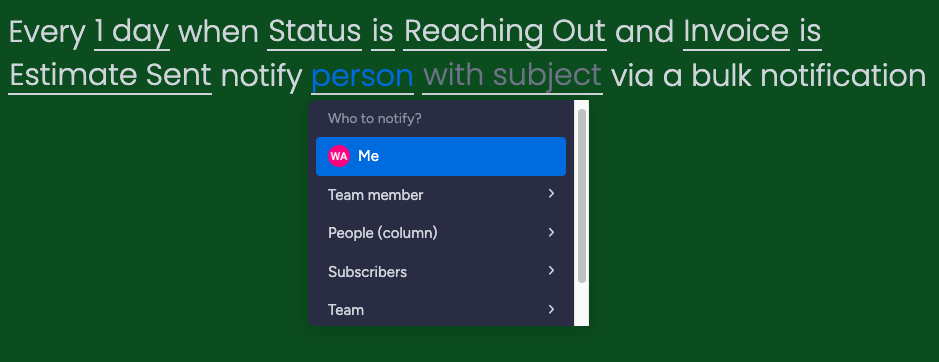 Every 1 day when Status is Reaching Out and Invoice is
Estimate Sent notify person with subject via a bulk notification
Who to notify?
WA Me
Team member
People (column)
Subscribers
Team